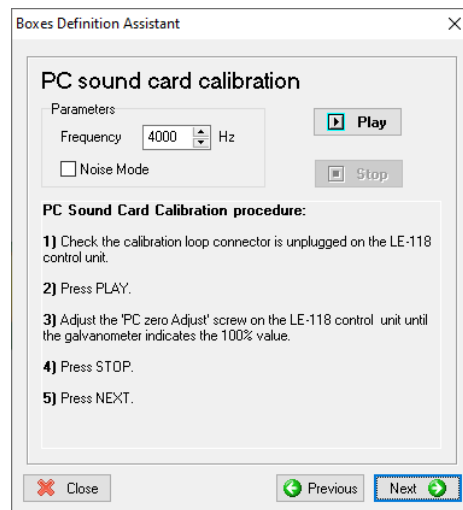 Boxes Definition Assistant
PC sound card calibration
Parameters
Frequency 4000 Hz
Play
Noise Mode
Stop
PC Sound Card Calibration procedure:
1) Check the calibration loop connector is unplugged on the LE-118
control unit.
2) Press PLAY.
3) Adjust the 'PC zero Adjust' screw on the LE-118 control unit until
the galvanometer indicates the 100% value.
4) Press STOP.
5) Press NEXT.
Close
Previous
Next